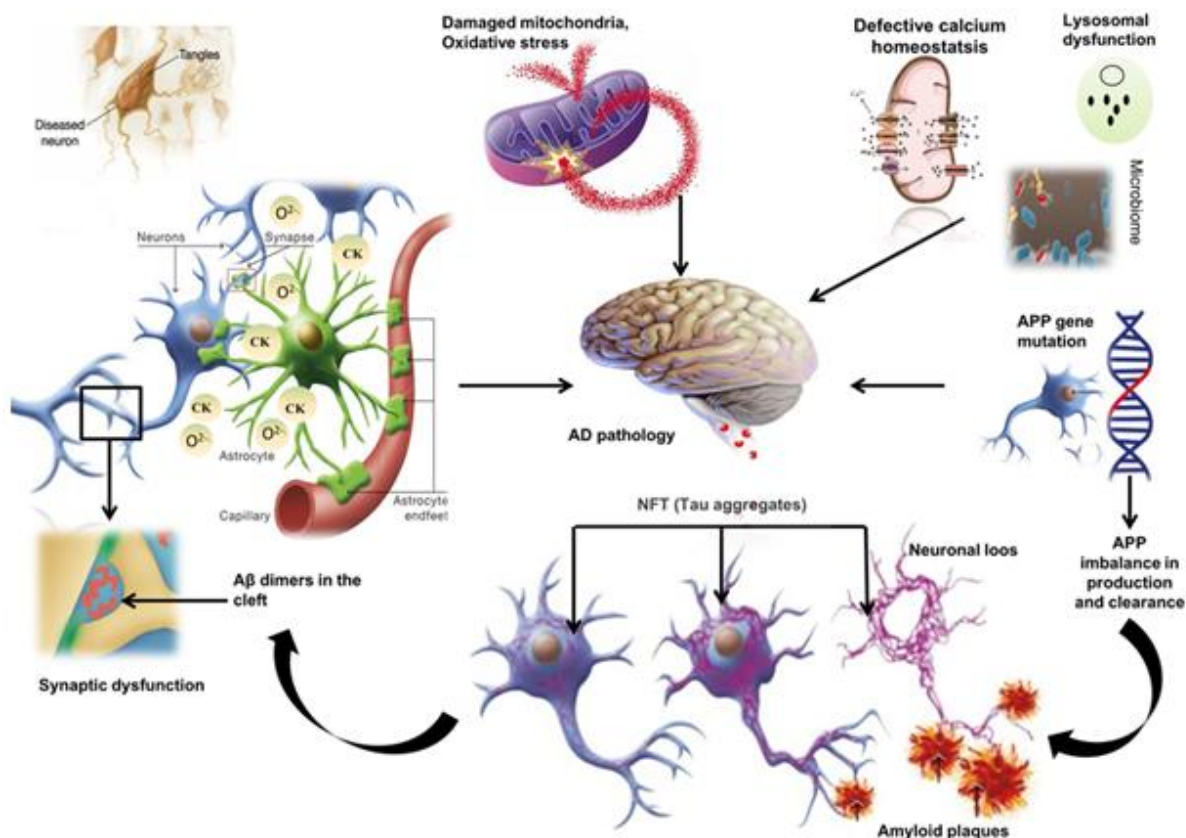 Damaged mitochondria,
Oxidative stress
Defective calcium
homeostatsis
Lysosomal
dysfunction
Tangles
Diseased
neuron
Microbiome
O²⁻
Neurons
Synapse
CK
O²⁻
CK
CK
CK
O²⁻
O²⁻
Astrocyte
Capillary
Astrocyte
endfeet
AD pathology
APP gene
mutation
NFT (Tau aggregates)
Neuronal loos
APP
imbalance in
production
and clearance
Aβ dimers in the
cleft
Synaptic dysfunction
Amyloid plaques